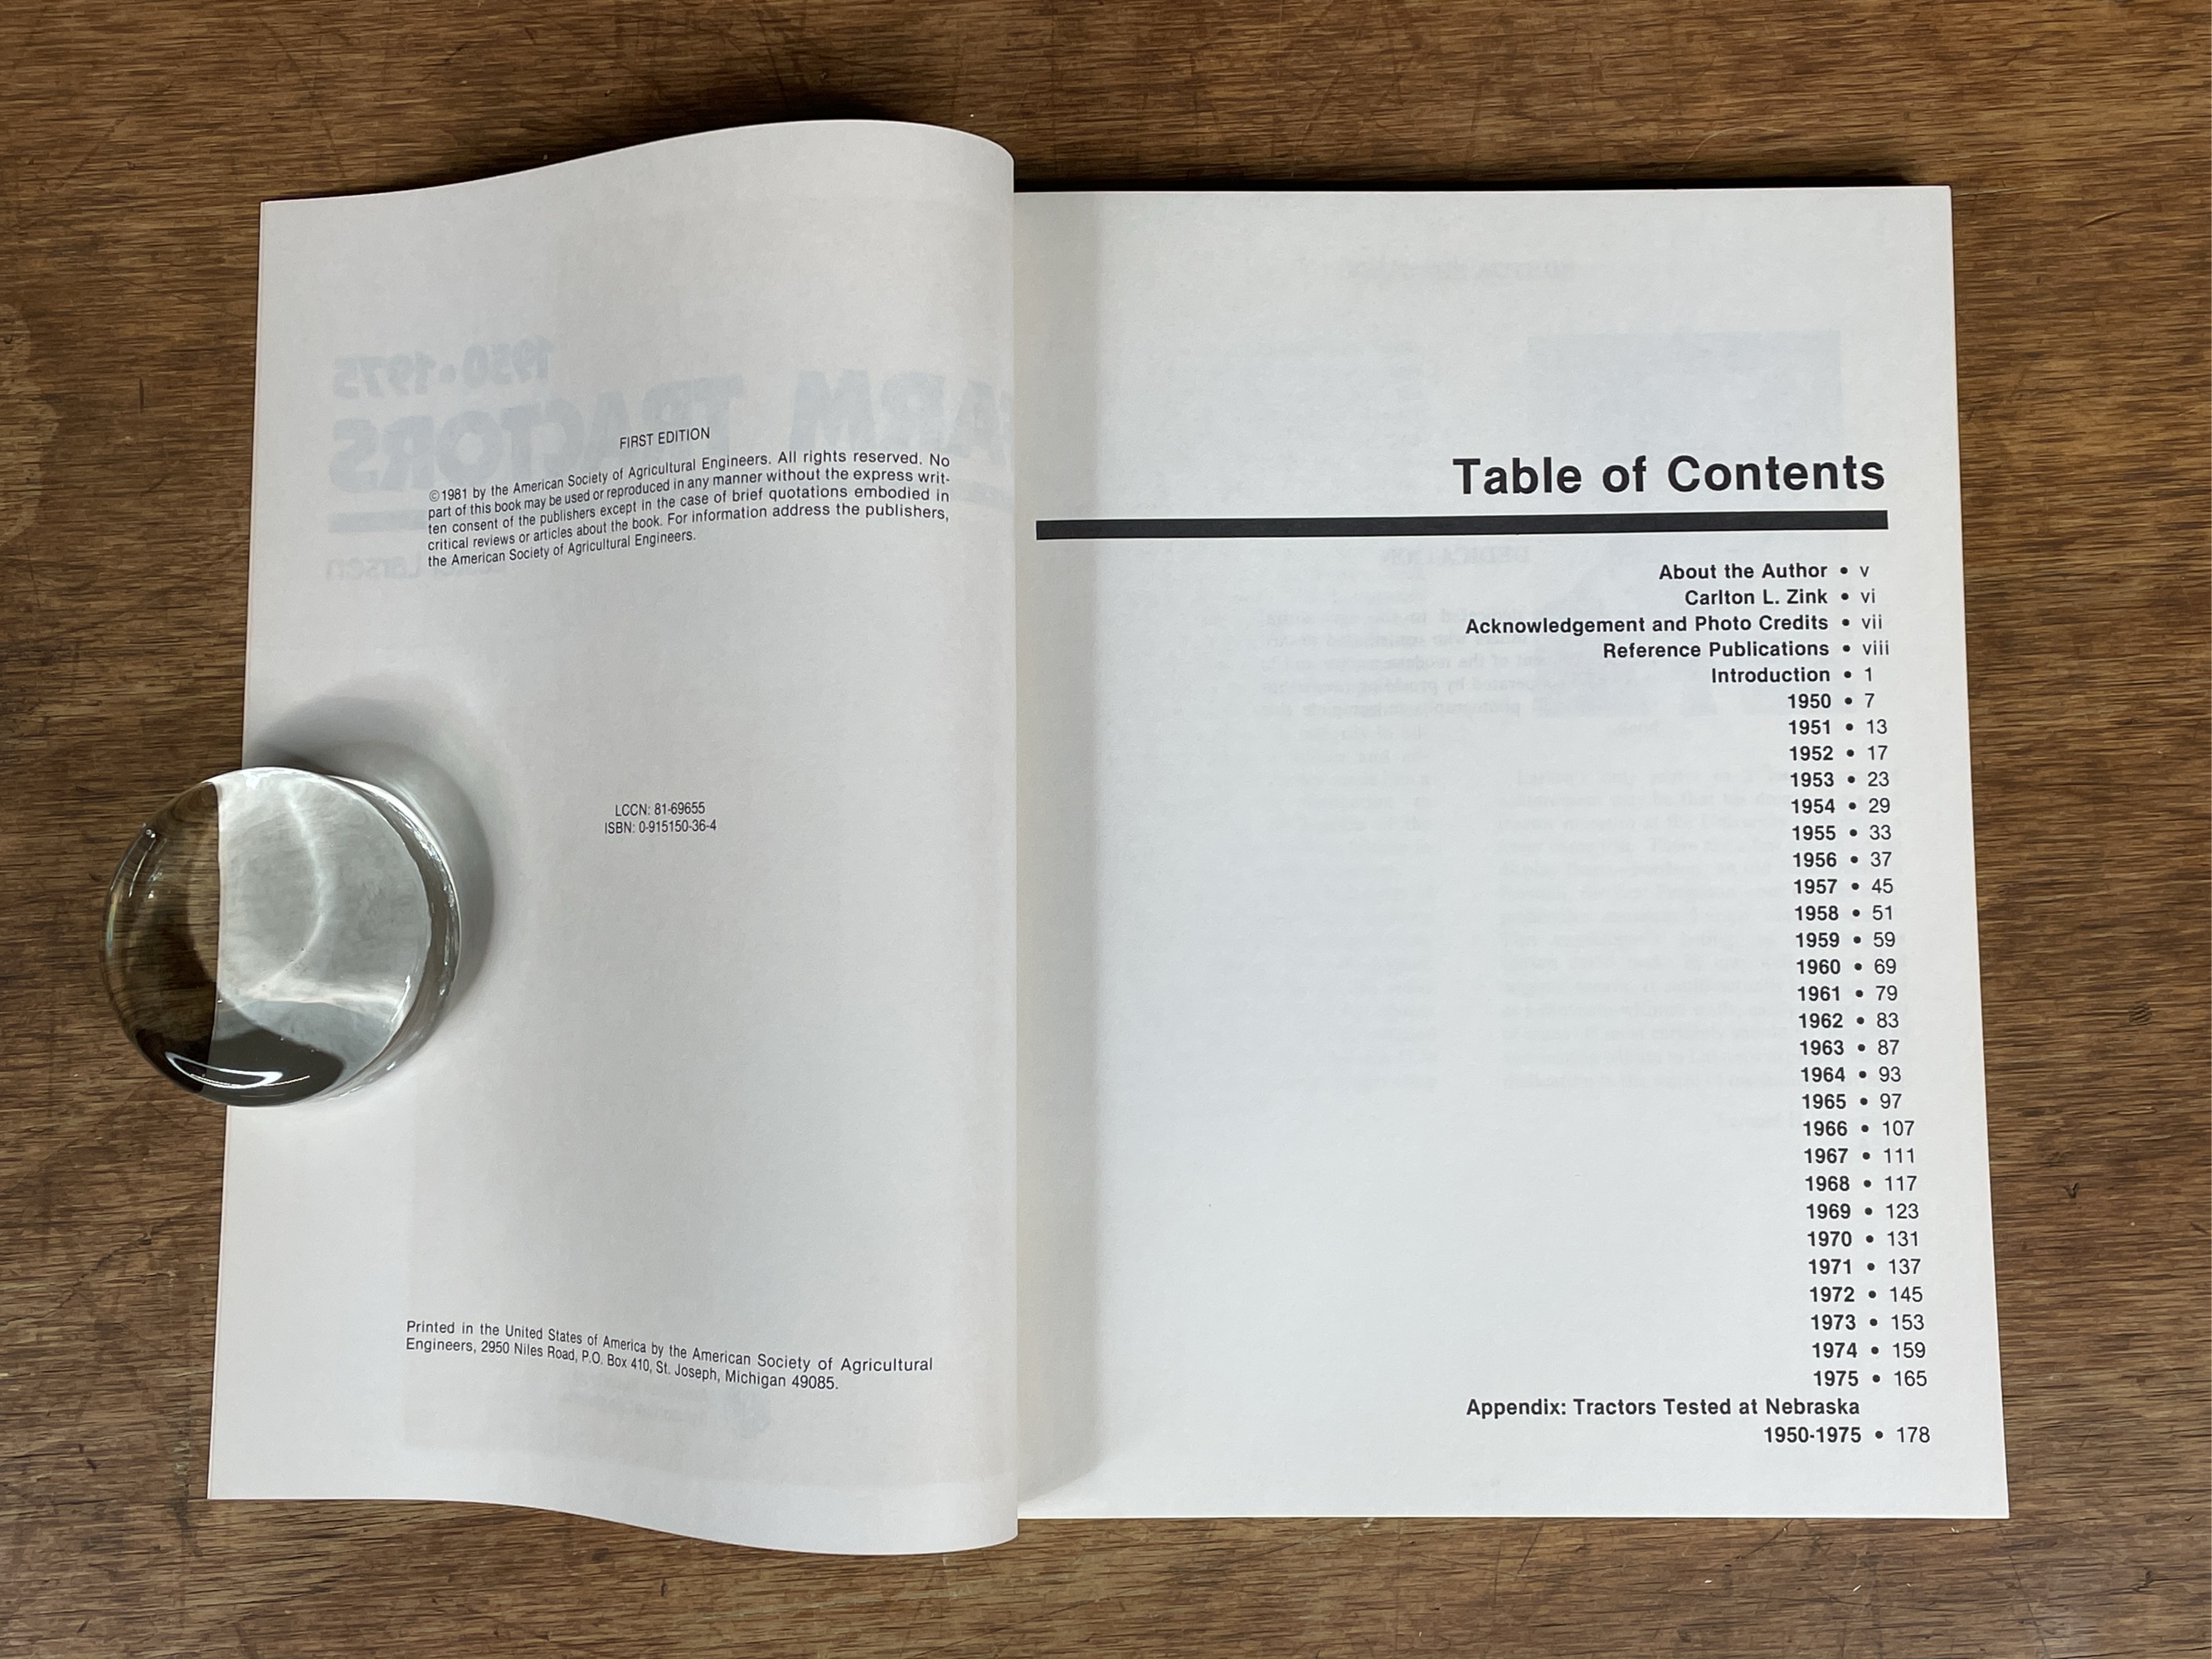 FIRST EDITION
©1981 by the American Society of Agricultural Engineers. All rights reserved. No
part of this book may be used or reproduced in any manner without the express writ-
ten consent of the publishers except in the case of brief quotations embodied in
critical reviews or articles about the book. For information address the publishers,
the American Society of Agricultural Engineers.
LCCN: 81-69655
ISBN: 0-915150-36-4
Printed in the United States of America by the American Society of Agricultural
Engineers, 2950 Niles Road, P.O. Box 410, St. Joseph, Michigan 49085.
Table of Contents
About the Author • v
Carlton L. Zink • vi
Acknowledgement and Photo Credits • vii
Reference Publications • viii
Introduction • 1
1950 • 7
1951 • 13
1952 • 17
1953 • 23
1954 • 29
1955 • 33
1956 • 37
1957 • 45
1958 • 51
1959 • 59
1960 • 69
1961 • 79
1962 • 83
1963 • 87
1964 • 93
1965 • 97
1966 • 107
1967 • 111
1968 • 117
1969 • 123
1970 • 131
1971 • 137
1972 • 145
1973 • 153
1974 • 159
1975 • 165
Appendix: Tractors Tested at Nebraska
1950-1975 • 178